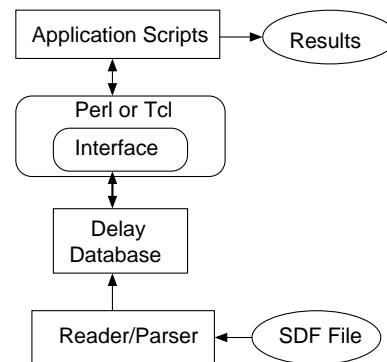 Application Scripts
Results
Perl or Tcl
Interface
Delay
Database
Reader/Parser
SDF File